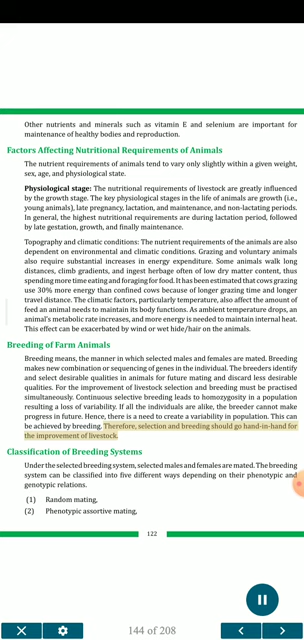 Other nutrients and minerals such as vitamin E and selenium are important for
maintenance of healthy bodies and reproduction.
Factors Affecting Nutritional Requirements of Animals
The nutrient requirements of animals tend to vary only slightly within a given weight,
sex, age, and physiological state.
Physiological stage: The nutritional requirements of livestock are greatly influenced
by the growth stage. The key physiological stages in the life of animals are growth (i.e.,
young animals), late pregnancy, lactation, and maintenance, and non-lactating periods.
In general, the highest nutritional requirements are during lactation period, followed
by late gestation, growth, and finally maintenance.
Topography and climatic conditions: The nutrient requirements of the animals are also
dependent on environmental and climatic conditions. Grazing and voluntary animals
also require substantial increases in energy expenditure. Some animals walk long
distances, climb gradients, and ingest herbage often of low dry matter content, thus
spending more time eating and foraging for food. It has been estimated that cows grazing
use 30% more energy than confined cows because of longer grazing time and longer
travel distance. The climatic factors, particularly temperature, also affect the amount of
feed an animal needs to maintain its body functions. As ambient temperature drops, an
animal's metabolic rate increases, and more energy is needed to maintain internal heat.
This effect can be exacerbated by wind or wet hide/hair on the animals.
Breeding of Farm Animals
Breeding means, the manner in which selected males and females are mated. Breeding
makes new combination or sequencing of genes in the individual. The breeders identify
and select desirable qualities in animals for future mating and discard less desirable
qualities. For the improvement of livestock selection and breeding must be practised
simultaneously. Continuous selective breeding leads to homozygosity in a population
resulting a loss of variability. If all the individuals are alike, the breeder cannot make
progress in future. Hence, there is a need to create a variability in population. This can
be achieved by breeding. Therefore, selection and breeding should go hand-in-hand for
the improvement of livestock.
Classification of Breeding Systems
Under the selected breeding system, selected males and females are mated. The breeding
system can be classified into five different ways depending on their phenotypic and
genotypic relations.
(1) Random mating,
(2) Phenotypic assortive mating,
122
144 of 208